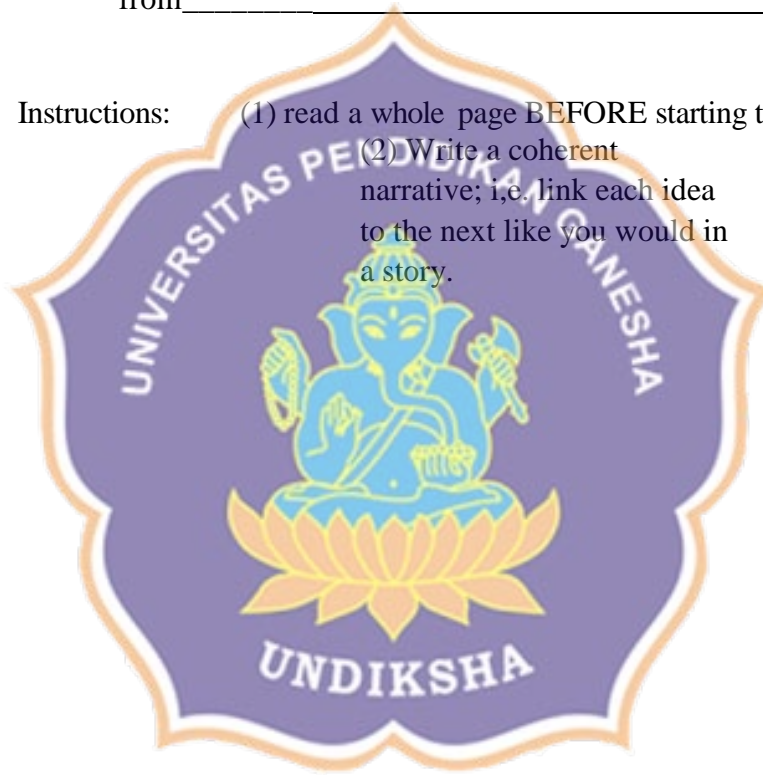 from_________
Instructions: (1) read a whole page BEFORE starting t
(2) Write a coherent
narrative; i,e. link each idea
to the next like you would in
a story.
UNIVERSITAS PENDIDIKAN GANESHA
UNDIKSHA